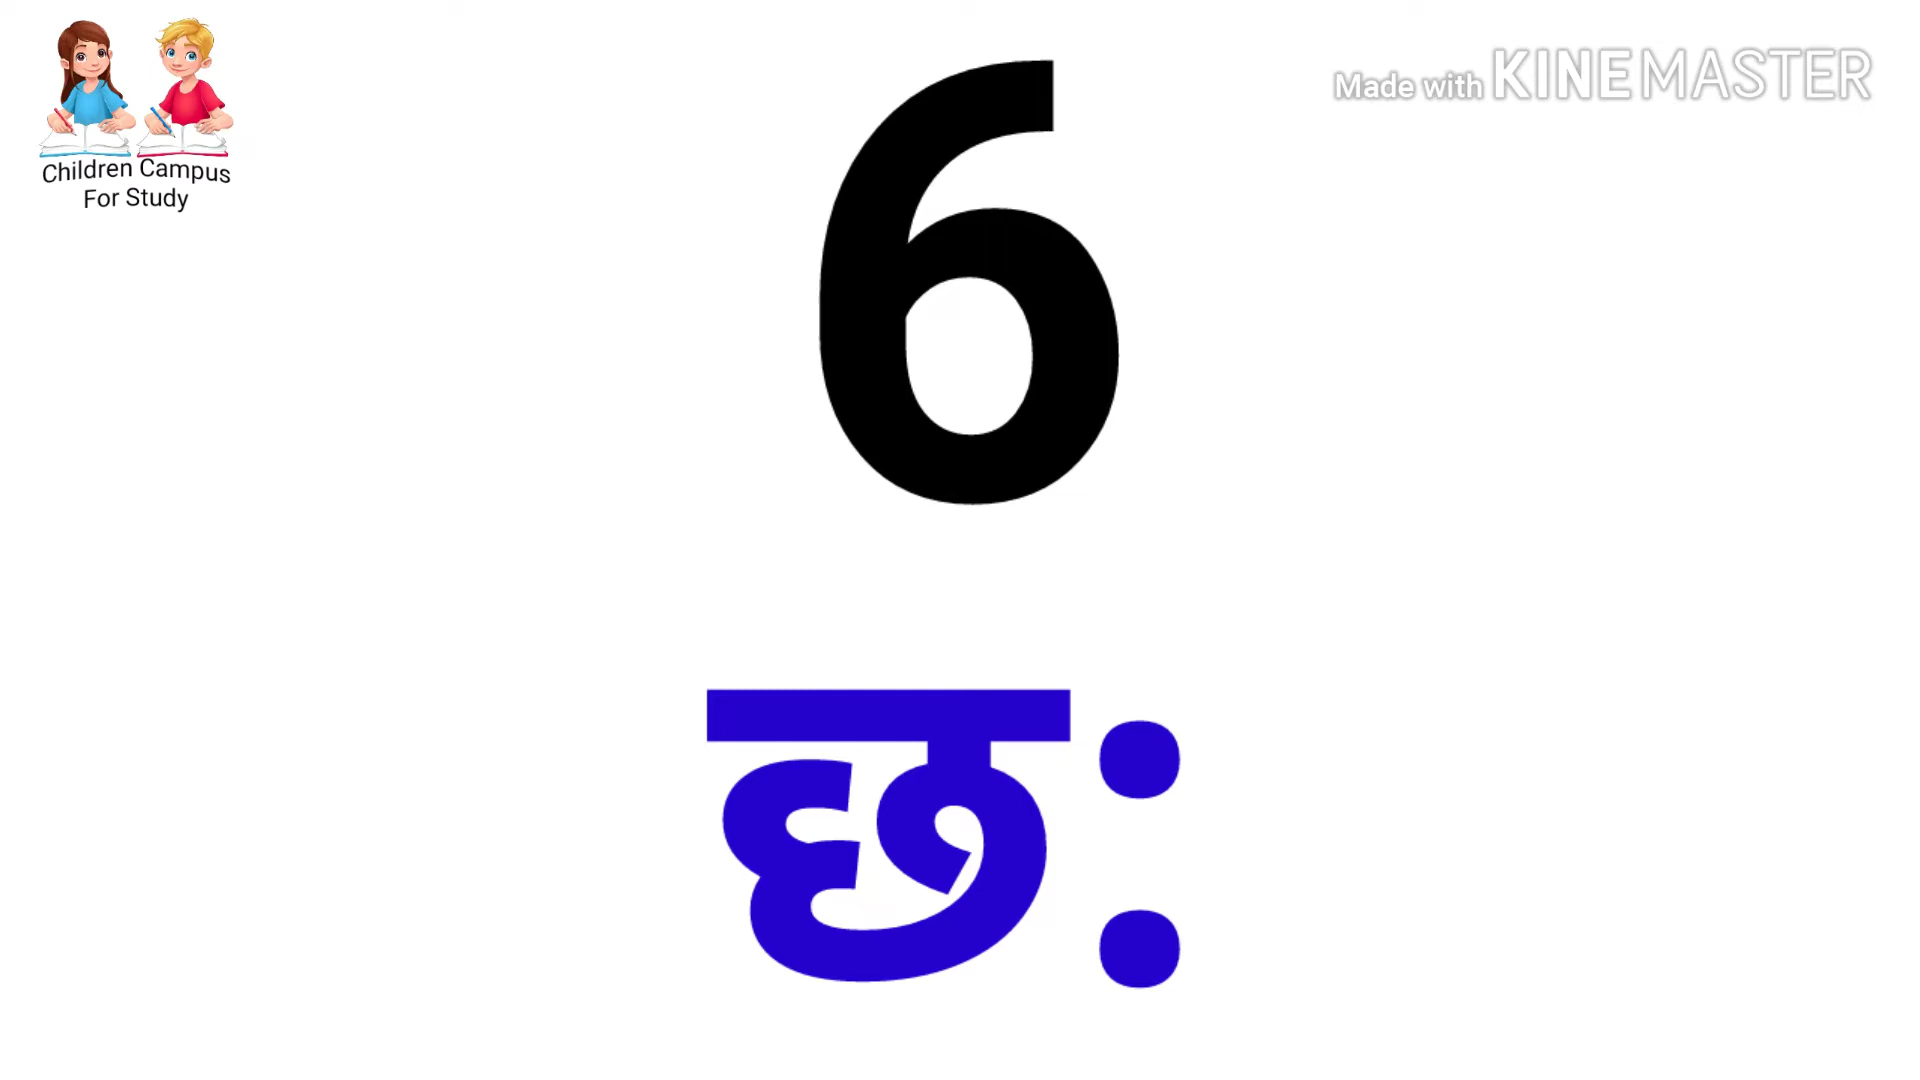 Children Campus
For Study
Made with KINEMASTER
6
छः